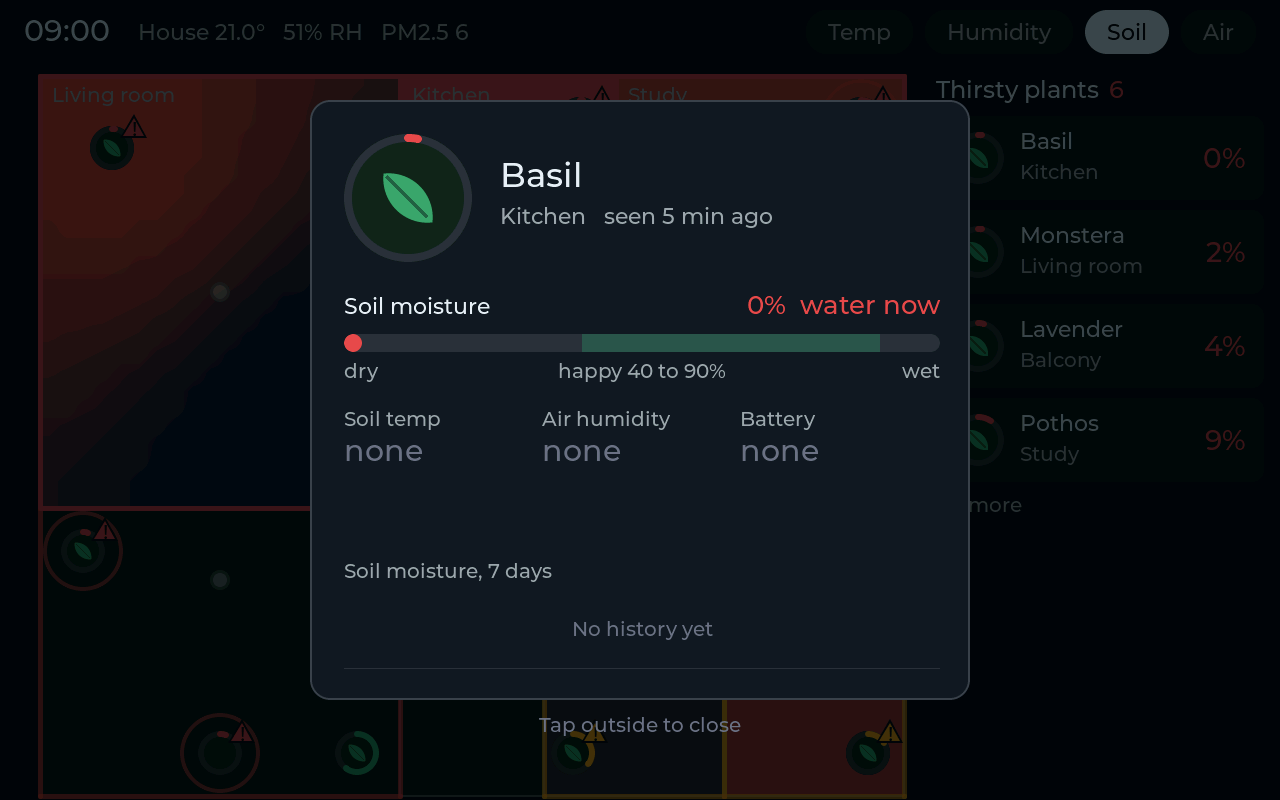 09:00 House 21.0° 51% RH PM2.5 6 Temp Humidity Soil Air
Living room
Kitchen
Study
Thirsty plants 6
Basil
Kitchen
0%
Monstera
Living room
2%
Lavender
Balcony
4%
Pothos
Study
9%
more
Basil
Kitchen seen 5 min ago
Soil moisture 0% water now
dry happy 40 to 90% wet
Soil temp Air humidity Battery
none none none
Soil moisture, 7 days
No history yet
Tap outside to close